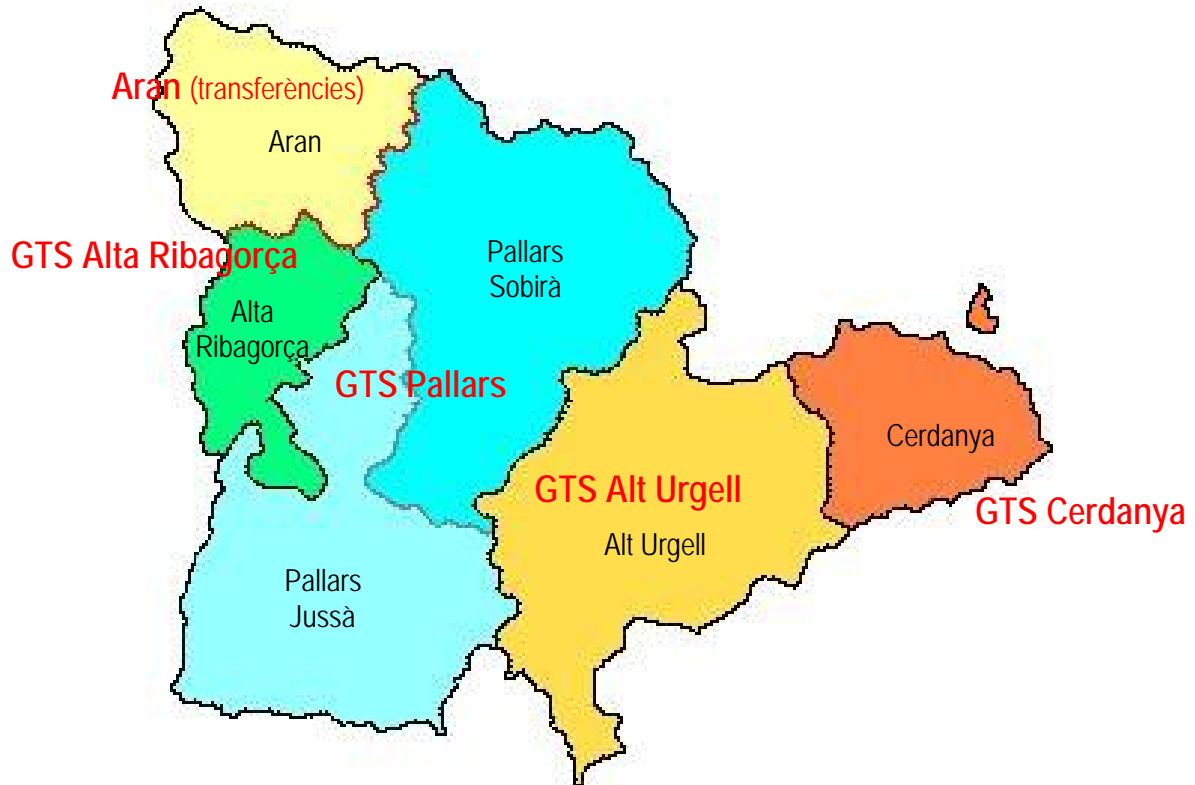 Aran (transferències)
Aran
GTS Alta Ribagorça
Pallars
Sobirà
Alta
Ribagorça
GTS Pallars
Cerdanya
GTS Alt Urgell
GTS Cerdanya
Alt Urgell
Pallars
Jussà